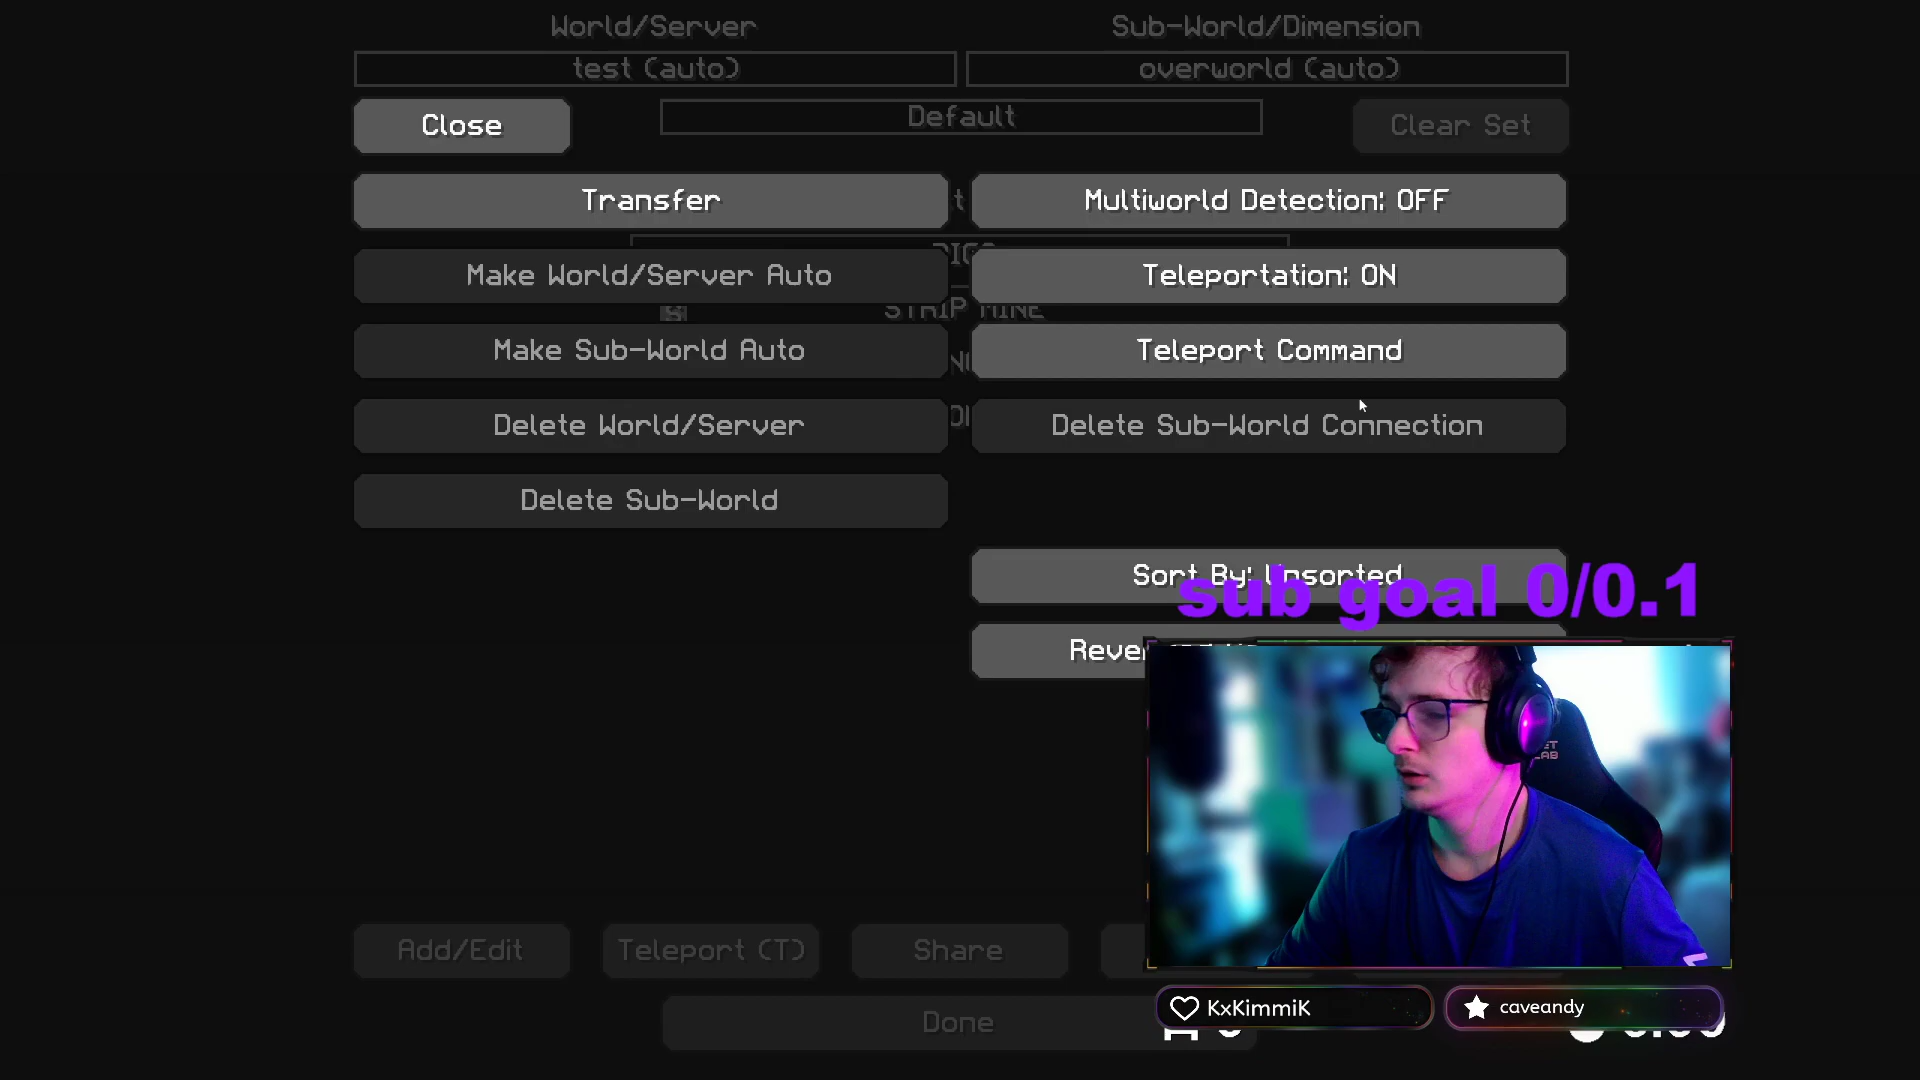 World/Server
Sub-World/Dimension
test (auto)
overworld (auto)
Close
Default
Clear Set
Transfer
Multiworld Detection: OFF
Make World/Server Auto
Teleportation: ON
STRIP MINE
Make Sub-World Auto
Teleport Command
Delete World/Server
Delete Sub-World Connection
Delete Sub-World
Sort By: Unsorted
sub goal 0/0.1
Add/Edit
Teleport (T)
Share
Done
KxKimmiK
caveandy